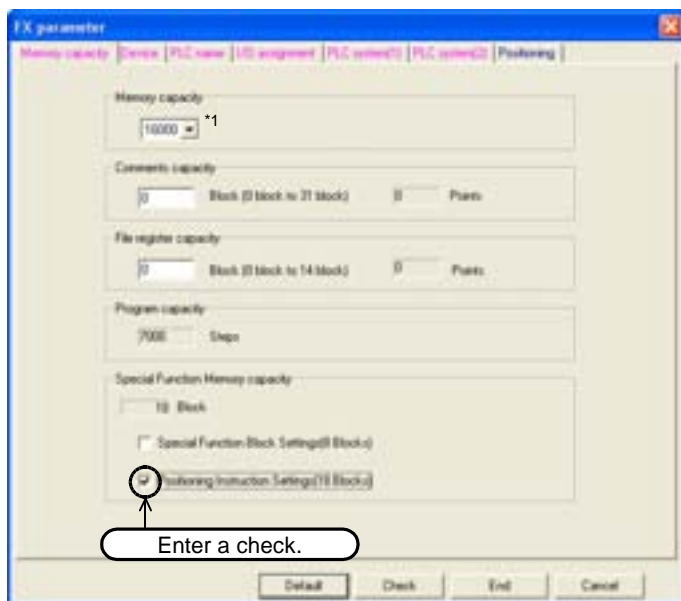 FX parameter
Memory capacity Device PLC name I/O assignment PLC system(1) PLC system(2) Positioning
Memory capacity
16000 *1
Comments capacity
0 Block (0 block to 31 block) 0 Points
File register capacity
0 Block (0 block to 14 block) 0 Points
Program capacity
7000 Steps
Special Function Memory capacity
18 Block
Special Function Block Settings(8 Blocks)
Positioning Instruction Settings(18 Blocks)
Enter a check.
Default Check End Cancel